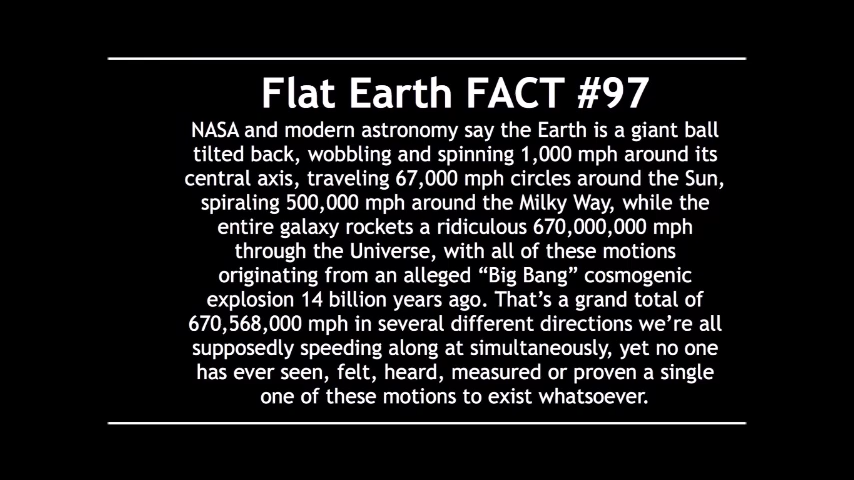 Flat Earth FACT #97
NASA and modern astronomy say the Earth is a giant ball
tilted back, wobbling and spinning 1,000 mph around its
central axis, traveling 67,000 mph circles around the Sun,
spiraling 500,000 mph around the Milky Way, while the
entire galaxy rockets a ridiculous 670,000,000 mph
through the Universe, with all of these motions
originating from an alleged “Big Bang” cosmogenic
explosion 14 billion years ago. That’s a grand total of
670,568,000 mph in several different directions we’re all
supposedly speeding along at simultaneously, yet no one
has ever seen, felt, heard, measured or proven a single
one of these motions to exist whatsoever.